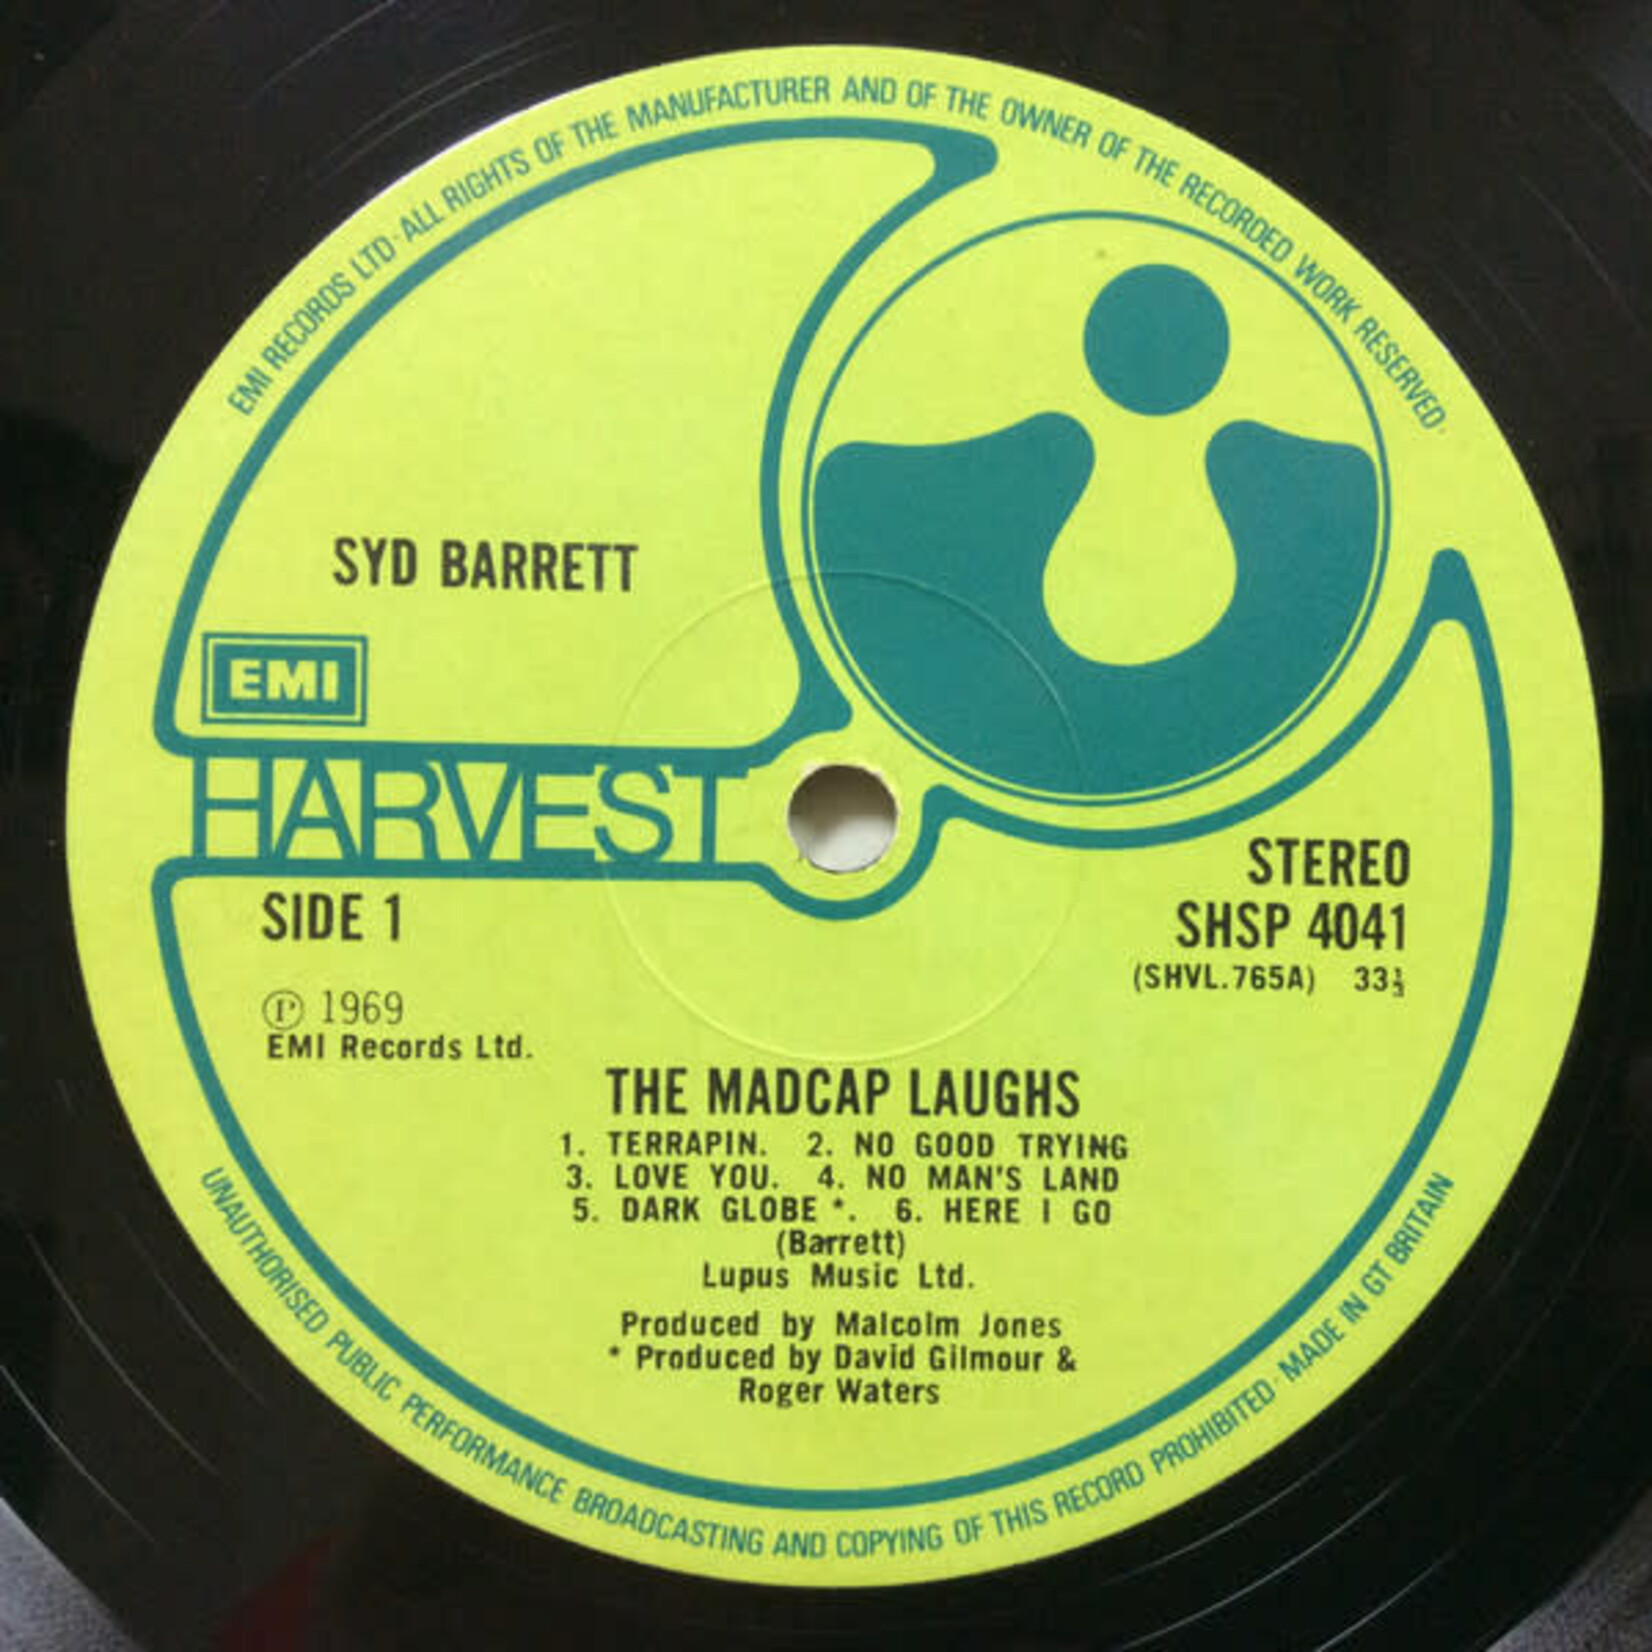 EMI RECORDS LTD · ALL RIGHTS OF THE MANUFACTURER AND OF THE OWNER OF THE RECORDED WORK RESERVED ·
SYD BARRETT
EMI
HARVEST
SIDE 1
STEREO
SHSP 4041
(SHVL.765A) 33⅓
Ⓟ 1969
EMI Records Ltd.
THE MADCAP LAUGHS
1. TERRAPIN. 2. NO GOOD TRYING
3. LOVE YOU. 4. NO MAN'S LAND
5. DARK GLOBE *. 6. HERE I GO
(Barrett)
Lupus Music Ltd.
Produced by Malcolm Jones
* Produced by David Gilmour &
Roger Waters
UNAUTHORISED PUBLIC PERFORMANCE BROADCASTING AND COPYING OF THIS RECORD PROHIBITED · MADE IN GT BRITAIN